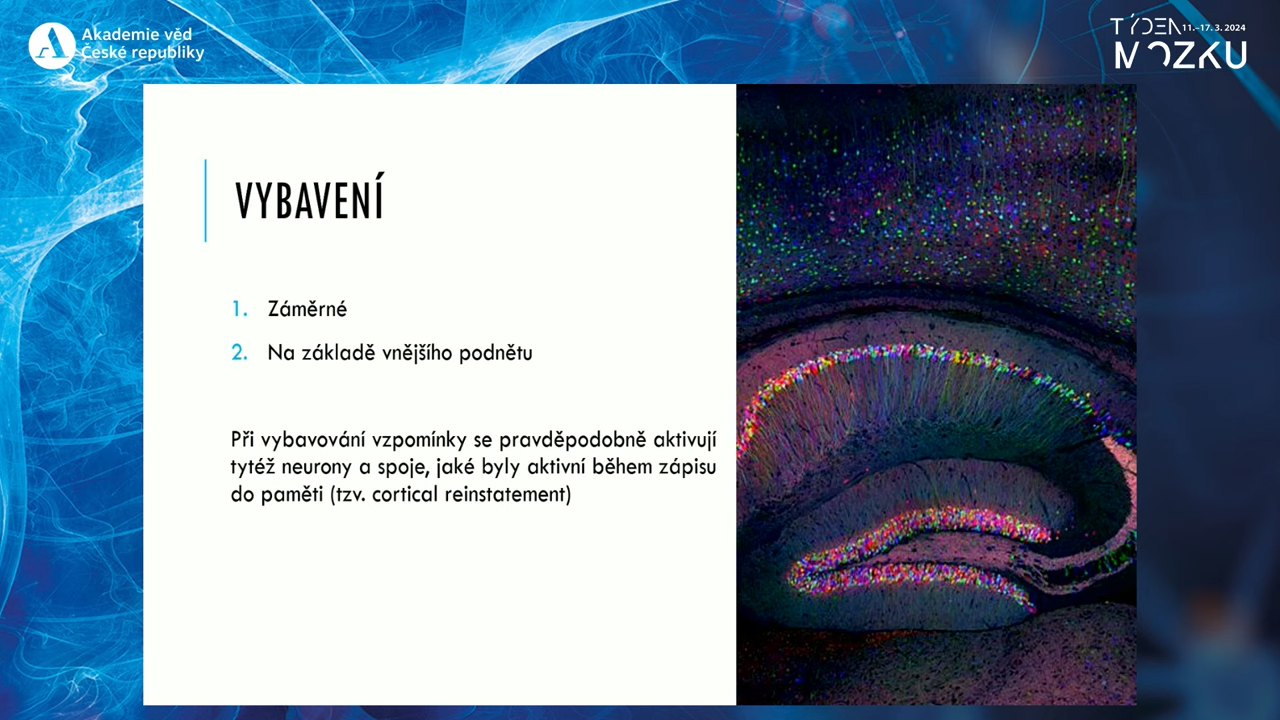 Akademie věd
České republiky
TÝDEN 11.–17. 3. 2024
MOZKU
VYBAVENÍ
1. Záměrné
2. Na základě vnějšího podnětu
Při vybavování vzpomínky se pravděpodobně aktivují
tytéž neurony a spoje, jaké byly aktivní během zápisu
do paměti (tzv. cortical reinstatement)